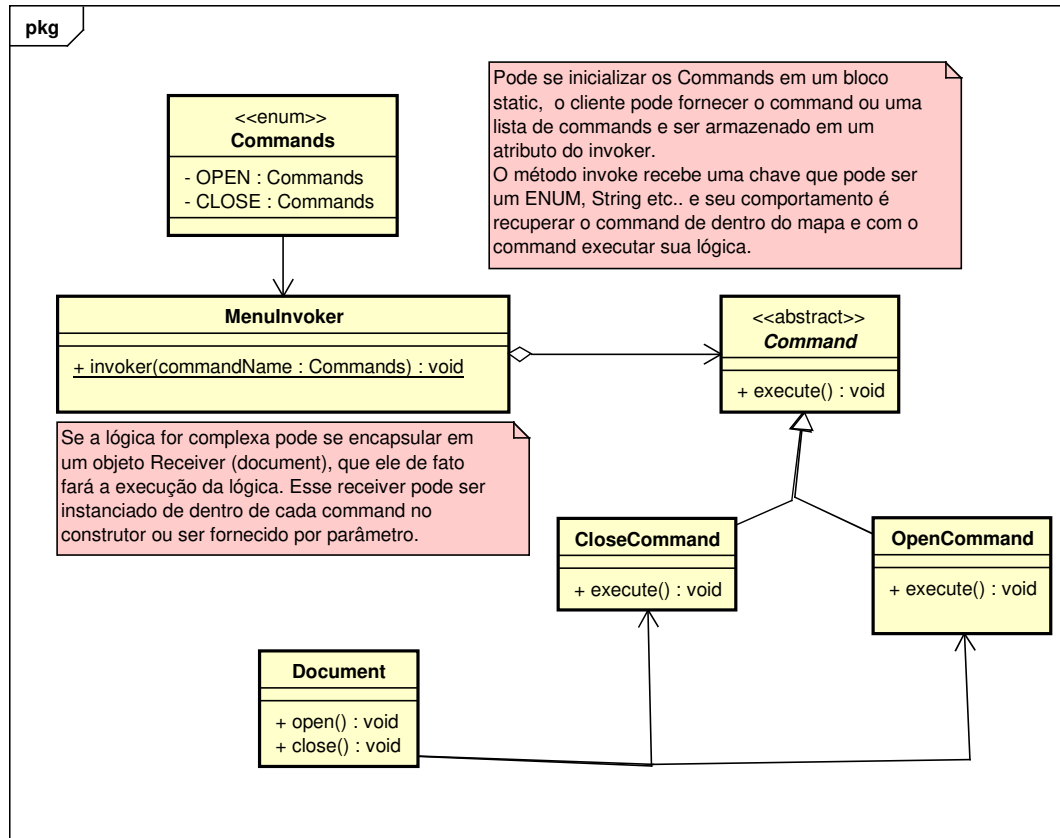 pkg
<<enum>>
Commands
- OPEN : Commands
- CLOSE : Commands
Pode se inicializar os Commands em um bloco
static,  o cliente pode fornecer o command ou uma
lista de commands e ser armazenado em um
atributo do invoker.
O método invoke recebe uma chave que pode ser
um ENUM, String etc.. e seu comportamento é
recuperar o command de dentro do mapa e com o
command executar sua lógica.
MenuInvoker
+ invoker(commandName : Commands) : void
<<abstract>>
Command
+ execute() : void
Se a lógica for complexa pode se encapsular em
um objeto Receiver (document), que ele de fato
fará a execução da lógica. Esse receiver pode ser
instanciado de dentro de cada command no
construtor ou ser fornecido por parâmetro.
CloseCommand
+ execute() : void
OpenCommand
+ execute() : void
Document
+ open() : void
+ close() : void